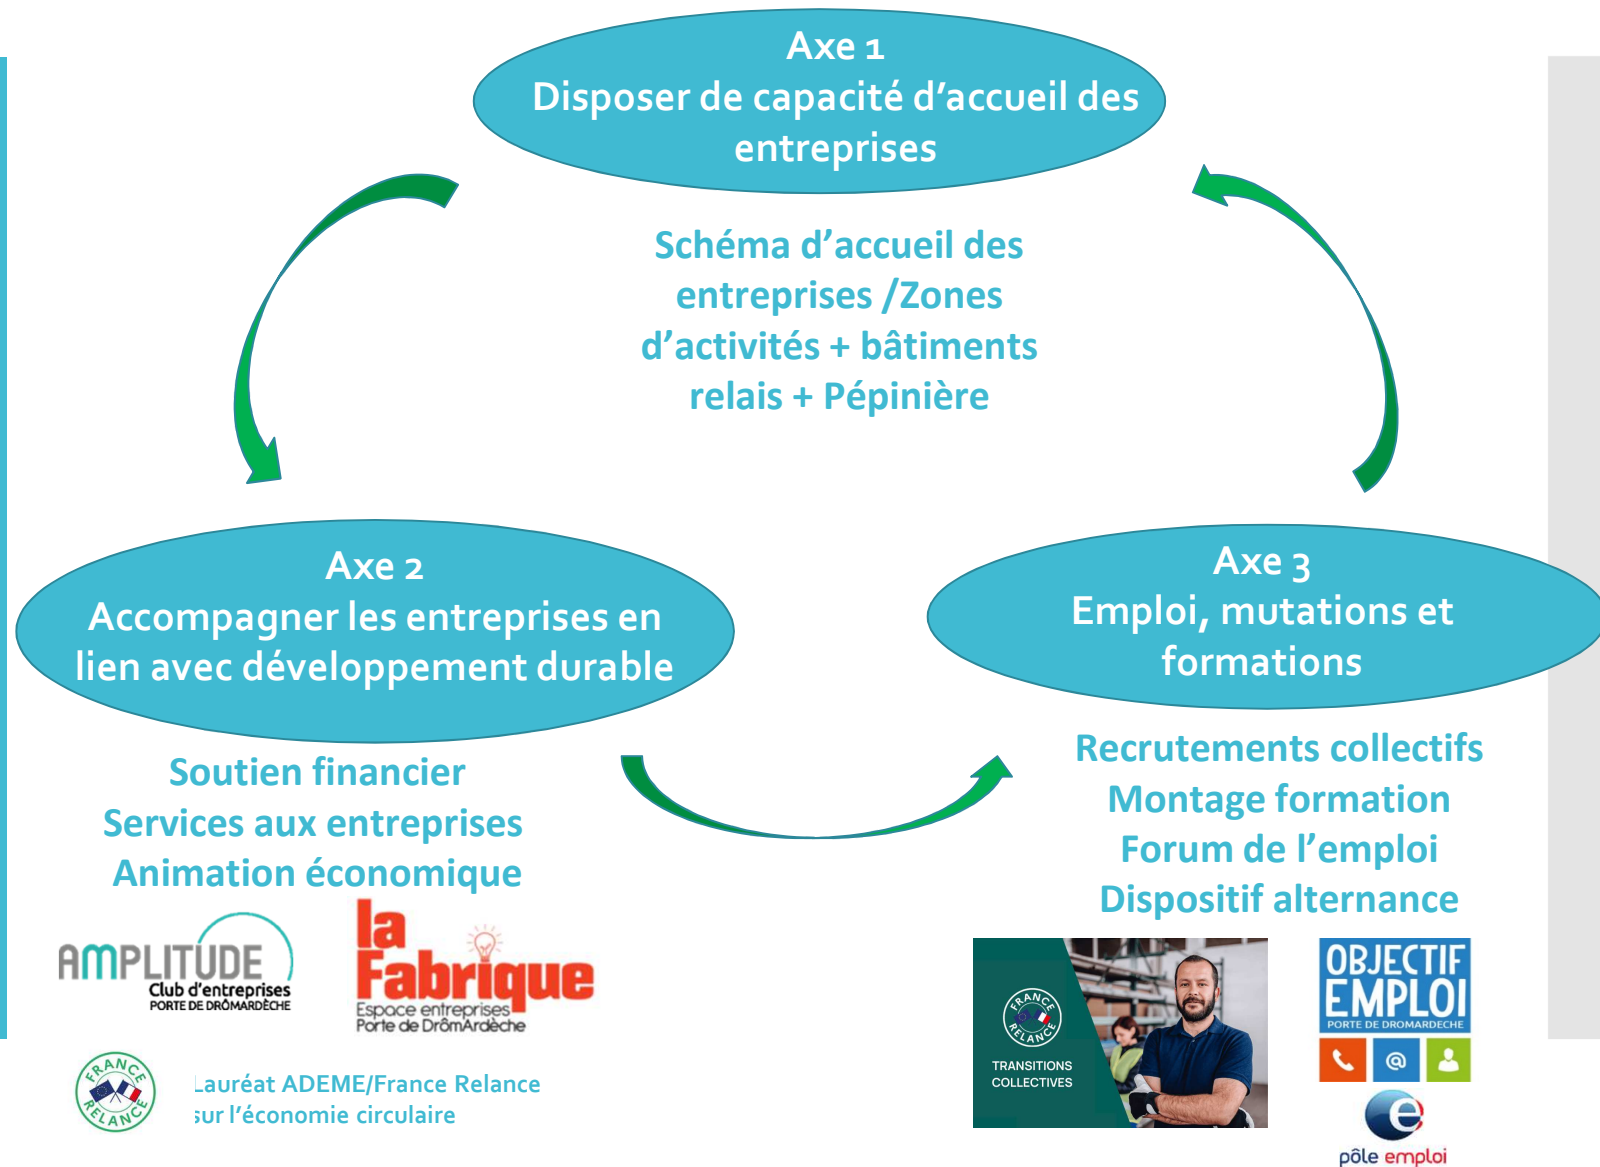 Axe 1
Disposer de capacité d'accueil des
entreprises
Schéma d'accueil des
entreprises /Zones
d'activités + bâtiments
relais + Pépinière
Axe 2
Accompagner les entreprises en
lien avec développement durable
Soutien financier
Services aux entreprises
Animation économique
AMPLITUDE
Club d'entreprises
PORTE DE DRÔMARDÈCHE
la
Fabrique
Espace entreprises
Porte de DrômArdèche
FRANCE
RELANCE
Lauréat ADEME/France Relance
sur l'économie circulaire
Axe 3
Emploi, mutations et
formations
Recrutements collectifs
Montage formation
Forum de l'emploi
Dispositif alternance
FRANCE
RELANCE
TRANSITIONS
COLLECTIVES
OBJECTIF
EMPLOI
PORTE DE DROMARDECHE
@
e
pôle emploi